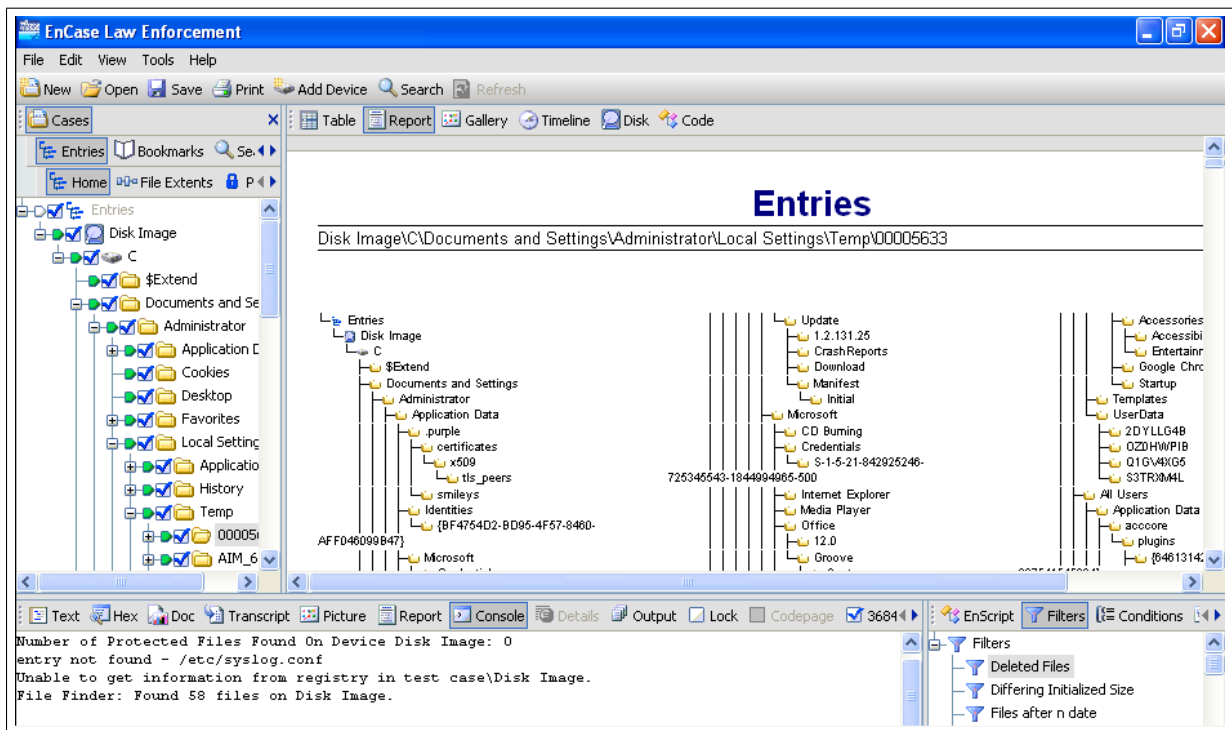 EnCase Law Enforcement
File Edit View Tools Help
New Open Save Print Add Device Search Refresh
Cases
Table Report Gallery Timeline Disk Code
Entries Bookmarks Se
Home File Extents P
Entries
Disk Image
C
$Extend
Documents and Se
Administrator
Application D
Cookies
Desktop
Favorites
Local Setting
Applicatio
History
Temp
00005
AIM_6
Entries
Disk Image\C\Documents and Settings\Administrator\Local Settings\Temp\00005633
Entries
Disk Image
C
$Extend
Documents and Settings
Administrator
Application Data
.purple
certificates
x509
tls_peers
smileys
Identities
{BF4754D2-BD95-4F57-8460-
AFF046099B47}
Microsoft
Update
1.2.131.25
CrashReports
Download
Manifest
Initial
Microsoft
CD Burning
Credentials
S-1-5-21-842925246-
725345543-1844994965-500
Internet Explorer
Media Player
Office
12.0
Groove
Accessories
Accessibi
Entertainr
Google Chro
Startup
Templates
UserData
2DYLLG4B
OZ0HWPIB
Q1GV4XG5
S3TRXM4L
All Users
Application Data
acccore
plugins
{64613142
Text Hex Doc Transcript Picture Report Console Details Output Lock Codepage 3684
Number of Protected Files Found On Device Disk Image: 0
entry not found - /etc/syslog.conf
Unable to get information from registry in test case\Disk Image.
File Finder: Found 58 files on Disk Image.
EnScript Filters Conditions
Filters
Deleted Files
Differing Initialized Size
Files after n date